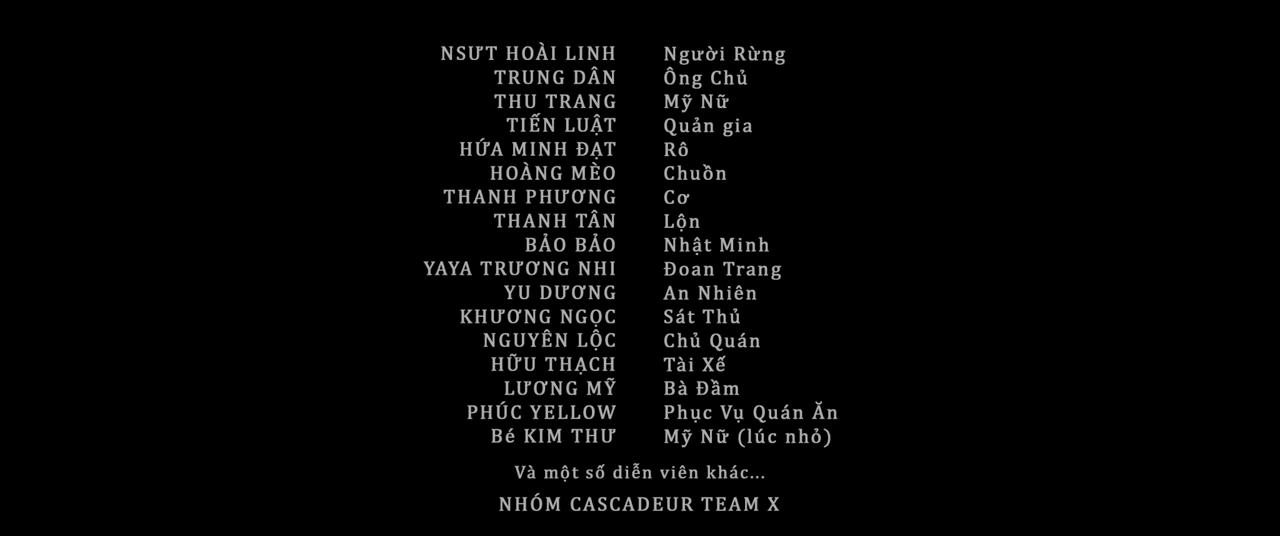 NSƯT HOÀI LINH Người Rừng
TRUNG DÂN Ông Chủ
THU TRANG Mỹ Nữ
TIẾN LUẬT Quản gia
HỨA MINH ĐẠT Rô
HOÀNG MÈO Chuồn
THANH PHƯƠNG Cơ
THANH TÂN Lộn
BẢO BẢO Nhật Minh
YAYA TRƯƠNG NHI Đoan Trang
YU DƯƠNG An Nhiên
KHƯƠNG NGỌC Sát Thủ
NGUYÊN LỘC Chủ Quán
HỮU THẠCH Tài Xế
LƯƠNG MỸ Bà Đầm
PHÚC YELLOW Phục Vụ Quán Ăn
Bé KIM THƯ Mỹ Nữ (lúc nhỏ)
Và một số diễn viên khác...
NHÓM CASCADEUR TEAM X